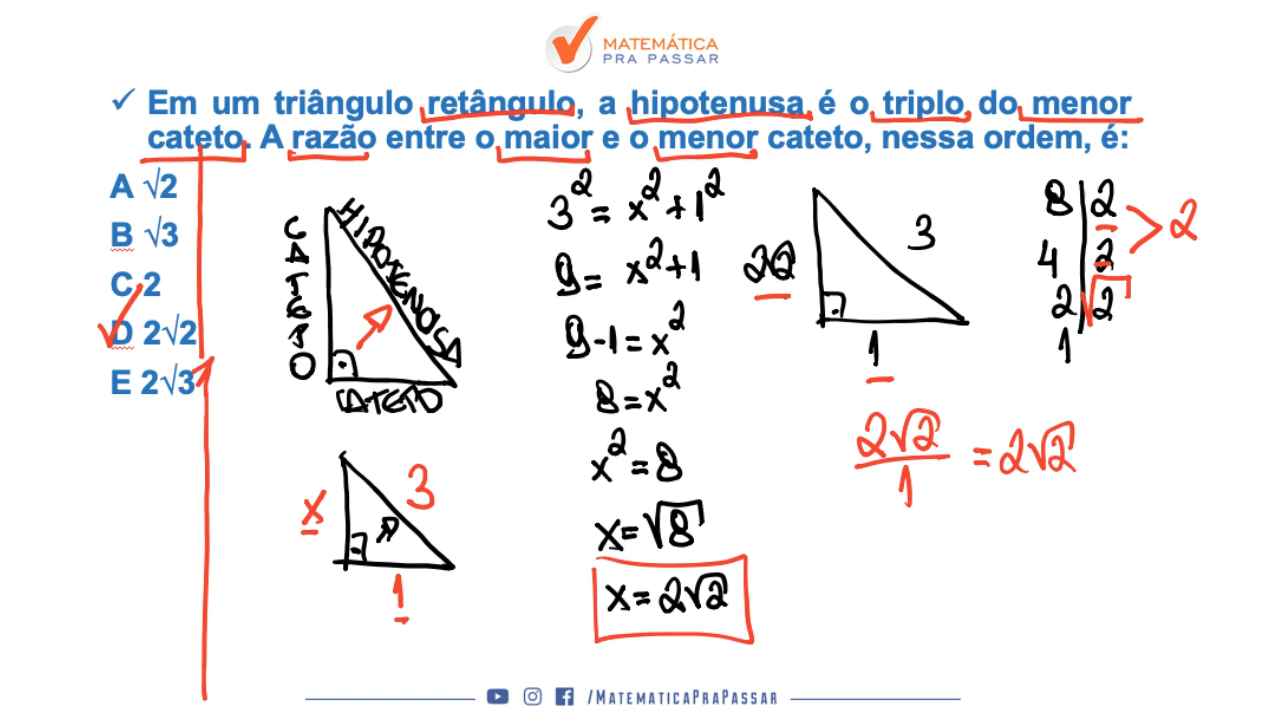 MATEMÁTICA
PRA PASSAR
✓ Em um triângulo retângulo, a hipotenusa é o triplo do menor
cateto. A razão entre o maior e o menor cateto, nessa ordem, é:
A √2
B √3
C 2
D 2√2
E 2√3
CATETO
HIPOTENUSA
CATETO
x
3
1
3² = x² + 1²
9 = x² + 1
9 - 1 = x²
8 = x²
x² = 8
x = √8
x = 2√2
2√2
3
1
8 | 2
4 | 2 > 2
2 | √2
1
2√2/1 = 2√2
/MATEMATICAPRAPASSAR